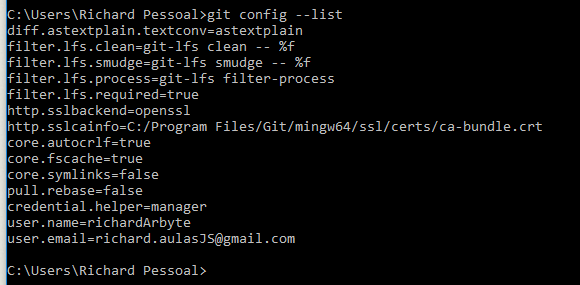 C:\Users\Richard Pessoal>git config --list
diff.astextplain.textconv=astextplain
filter.lfs.clean=git-lfs clean -- %f
filter.lfs.smudge=git-lfs smudge -- %f
filter.lfs.process=git-lfs filter-process
filter.lfs.required=true
http.sslbackend=openssl
http.sslcainfo=C:/Program Files/Git/mingw64/ssl/certs/ca-bundle.crt
core.autocrlf=true
core.fscache=true
core.symlinks=false
pull.rebase=false
credential.helper=manager
user.name=richardArbyte
user.email=richard.aulasJS@gmail.com
C:\Users\Richard Pessoal>